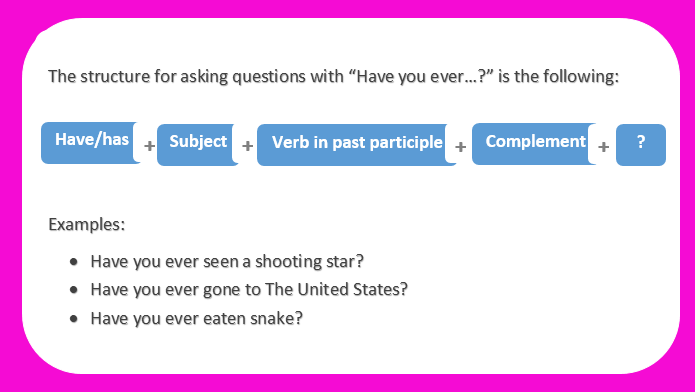 The structure for asking questions with “Have you ever…?” is the following:
Have/has + Subject + Verb in past participle + Complement + ?
Examples:
• Have you ever seen a shooting star?
• Have you ever gone to The United States?
• Have you ever eaten snake?